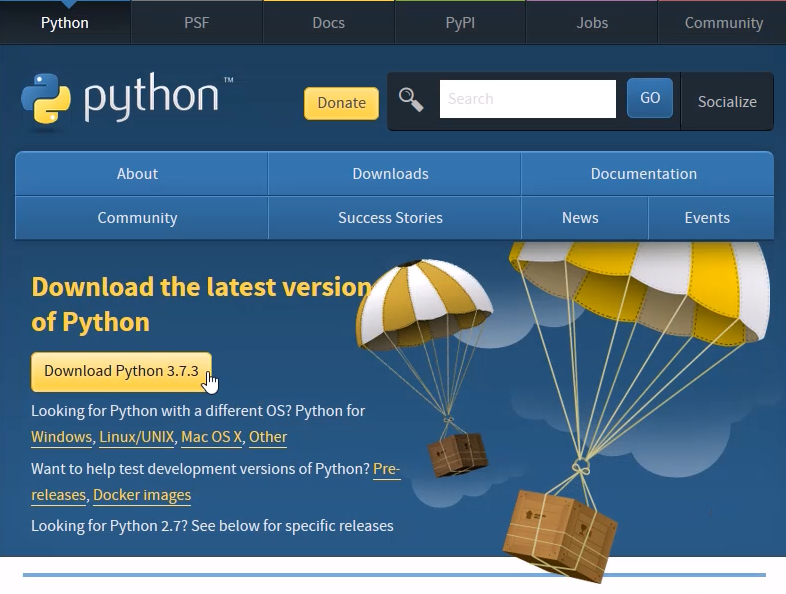 Python PSF Docs PyPI Jobs Community
python™ Donate Search GO Socialize
About Downloads Documentation
Community Success Stories News Events
Download the latest version
of Python
Download Python 3.7.3
Looking for Python with a different OS? Python for
Windows, Linux/UNIX, Mac OS X, Other
Want to help test development versions of Python? Pre-
releases, Docker images
Looking for Python 2.7? See below for specific releases